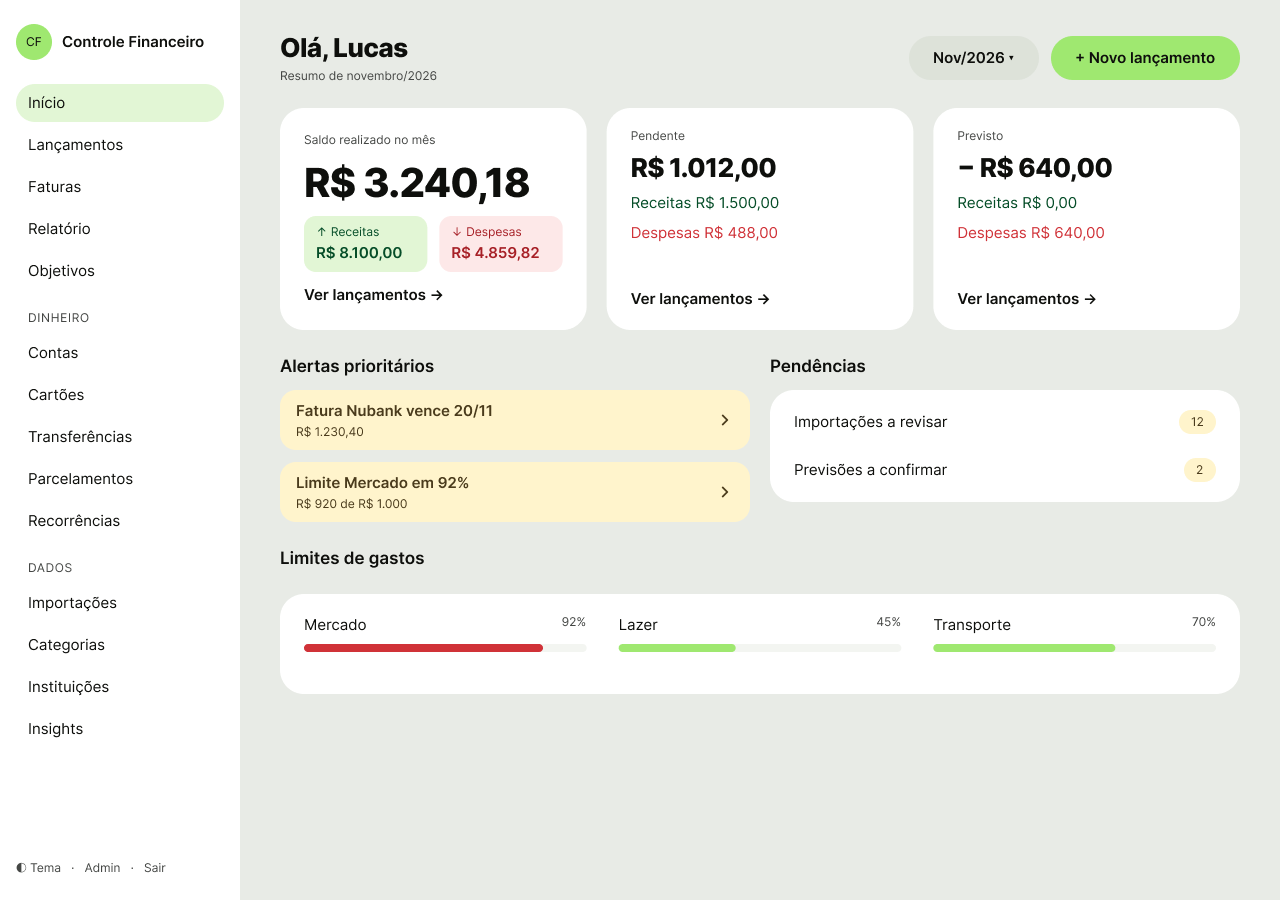 CF
Controle Financeiro
Início
Lançamentos
Faturas
Relatório
Objetivos
DINHEIRO
Contas
Cartões
Transferências
Parcelamentos
Recorrências
DADOS
Importações
Categorias
Instituições
Insights
◐ Tema · Admin · Sair
Olá, Lucas
Resumo de novembro/2026
Nov/2026 ▾
+ Novo lançamento
Saldo realizado no mês
R$ 3.240,18
↑ Receitas
R$ 8.100,00
↓ Despesas
R$ 4.859,82
Ver lançamentos →
Pendente
R$ 1.012,00
Receitas R$ 1.500,00
Despesas R$ 488,00
Ver lançamentos →
Previsto
− R$ 640,00
Receitas R$ 0,00
Despesas R$ 640,00
Ver lançamentos →
Alertas prioritários
Fatura Nubank vence 20/11
R$ 1.230,40
Limite Mercado em 92%
R$ 920 de R$ 1.000
Pendências
Importações a revisar 12
Previsões a confirmar 2
Limites de gastos
Mercado 92%
Lazer 45%
Transporte 70%